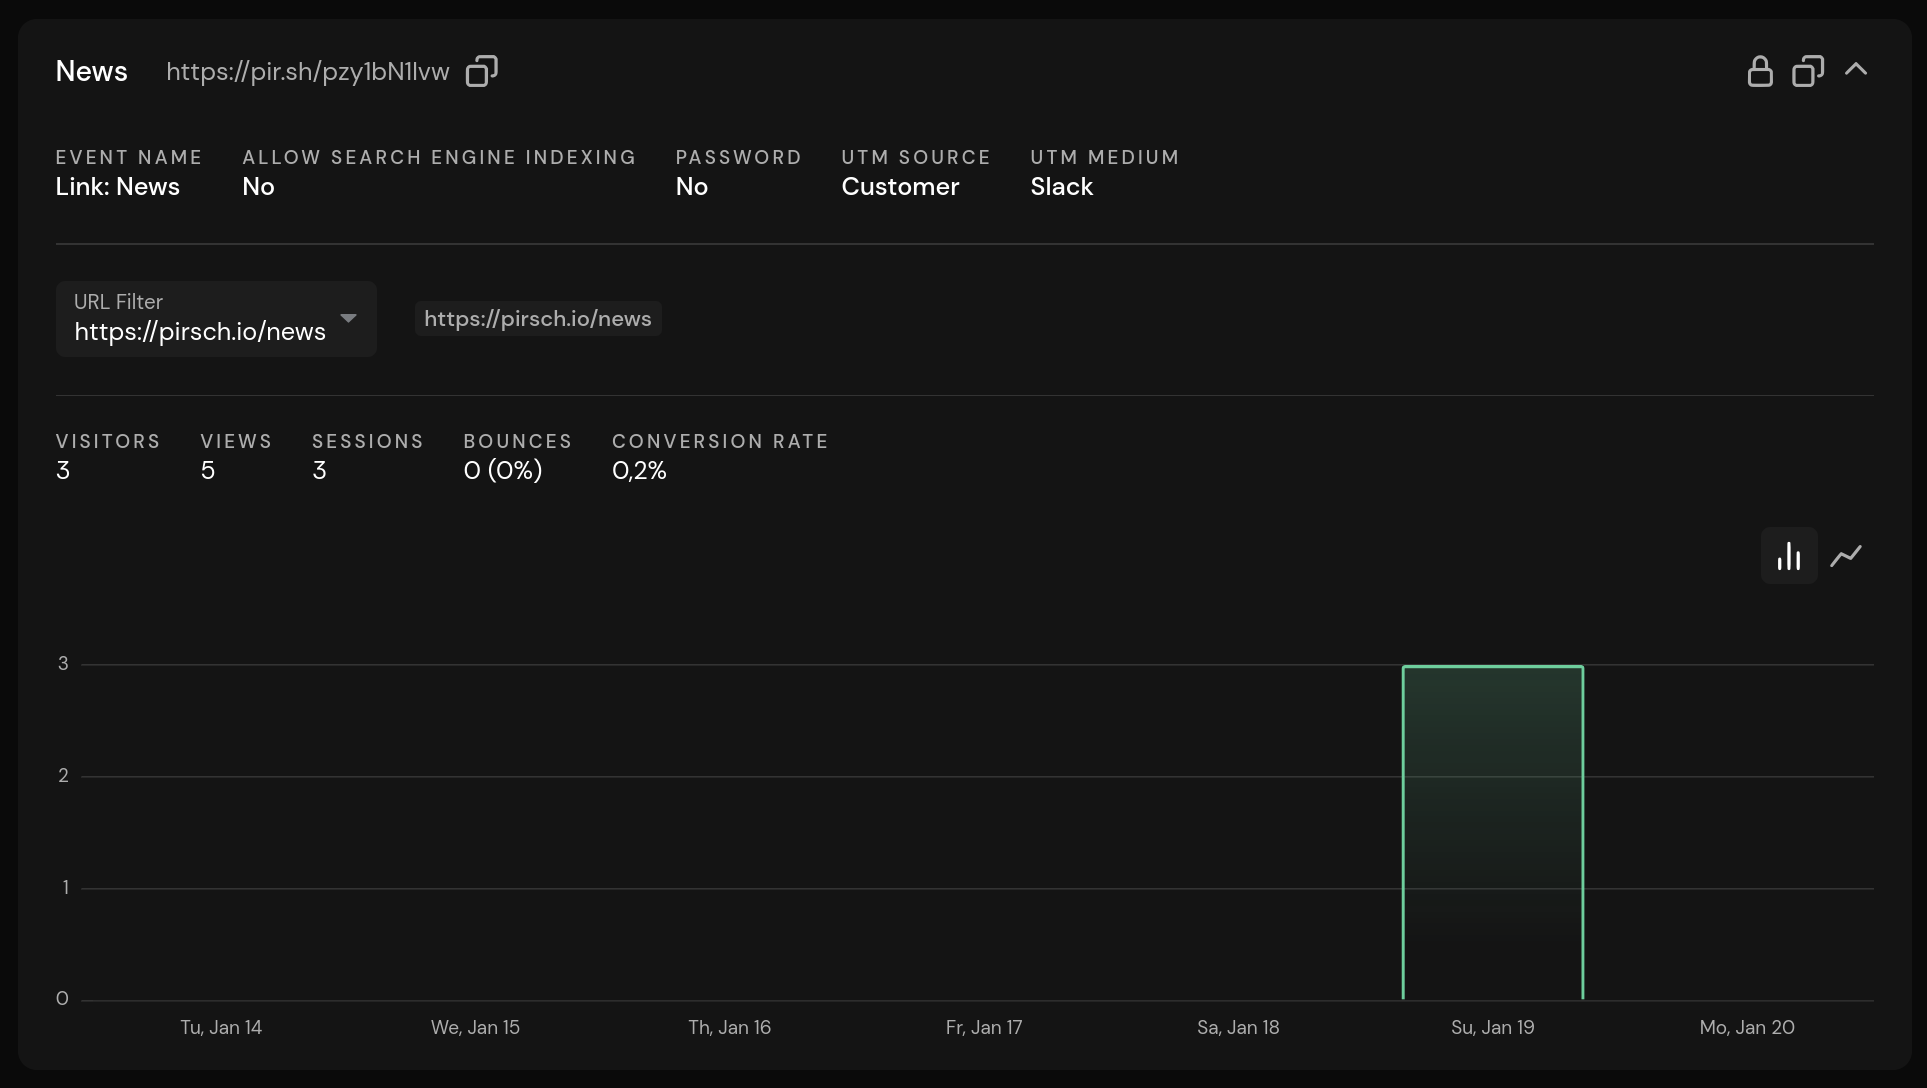 News https://pir.sh/pzy1bN1lvw
EVENT NAME ALLOW SEARCH ENGINE INDEXING PASSWORD UTM SOURCE UTM MEDIUM
Link: News No No Customer Slack
URL Filter
https://pirsch.io/news
https://pirsch.io/news
VISITORS VIEWS SESSIONS BOUNCES CONVERSION RATE
3 5 3 0 (0%) 0,2%
3
2
1
0
Tu, Jan 14 We, Jan 15 Th, Jan 16 Fr, Jan 17 Sa, Jan 18 Su, Jan 19 Mo, Jan 20